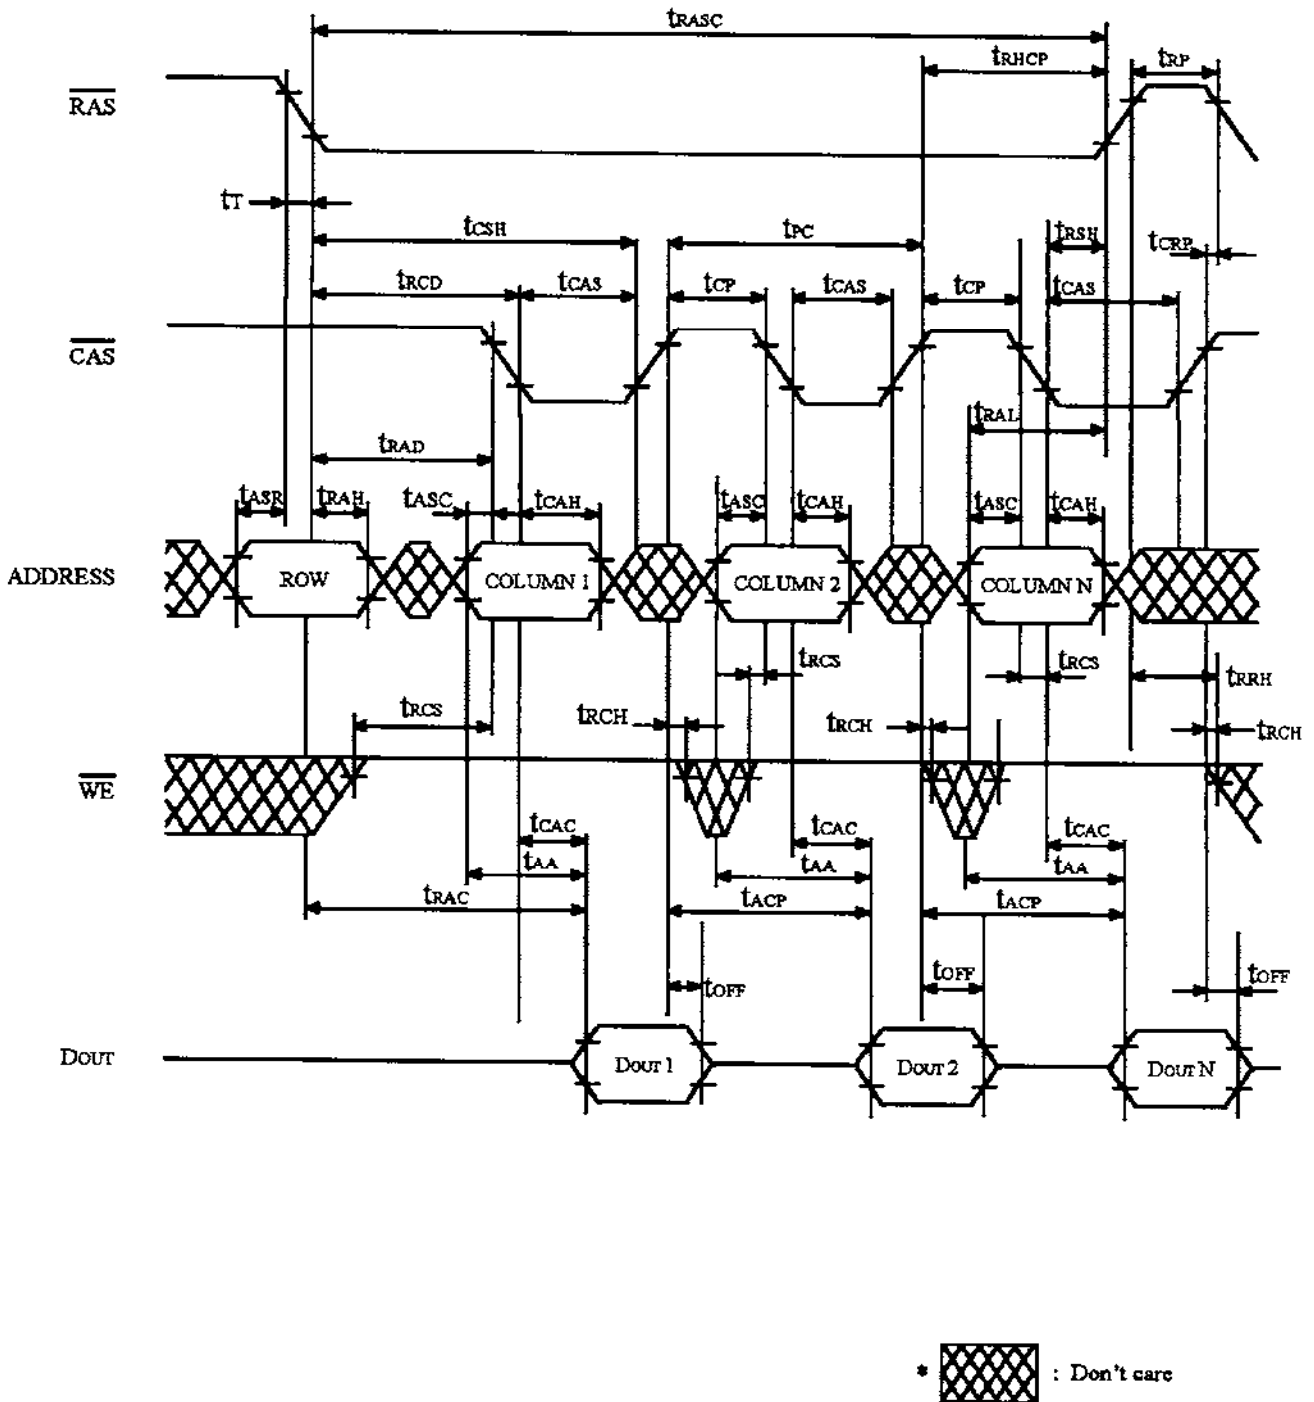 tRASC
tRHCP
tRP
RAS
tT
tCSH
tPC
tRSH
tCRP
tRCD
tCAS
tCP
tCAS
tCP
tCAS
CAS
tRAL
tRAD
tASR
tRAH
tASC
tCAH
tASC
tCAH
tASC
tCAH
ADDRESS
ROW
COLUMN 1
COLUMN 2
COLUMN N
tRCS
tRCS
tRRH
tRCS
tRCH
tRCH
tRCH
WE
tCAC
tCAC
tCAC
tAA
tAA
tAA
tRAC
tACP
tACP
tOFF
tOFF
tOFF
DOUT
DOUT 1
DOUT 2
DOUT N
* : Don't care